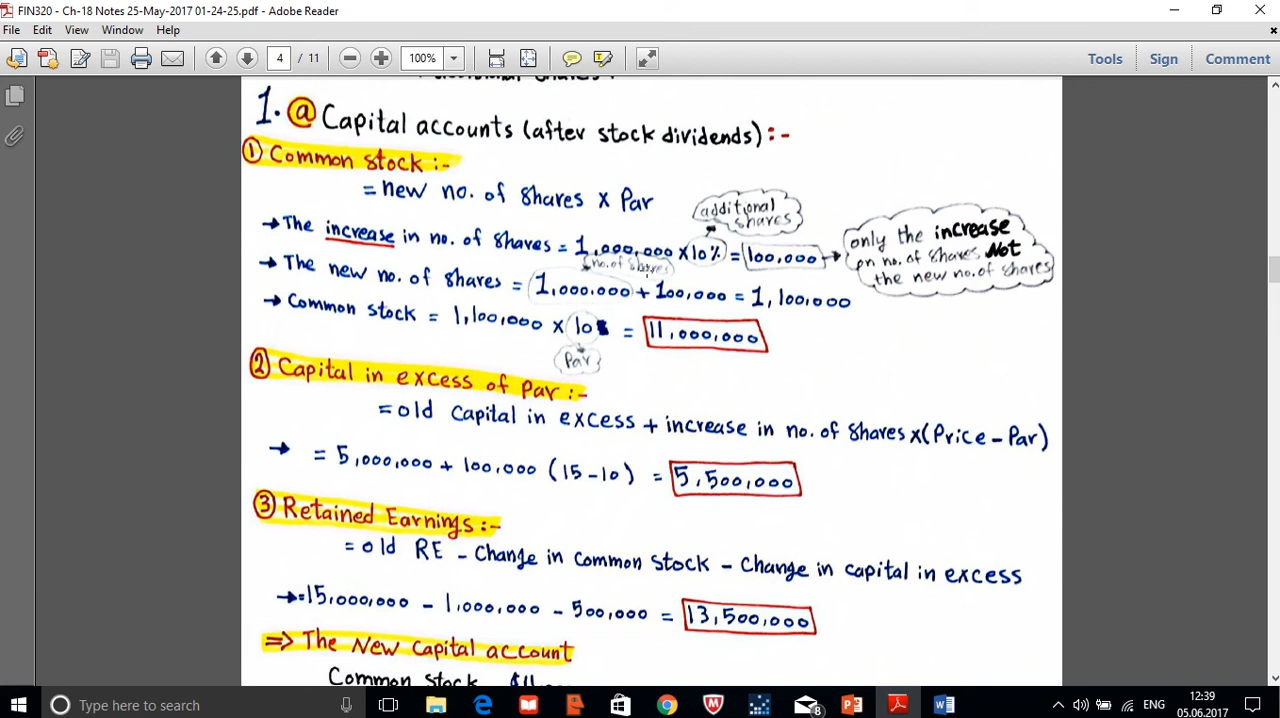 FIN320 - Ch-18 Notes 25-May-2017 01-24-25.pdf - Adobe Reader
File Edit View Window Help
4 / 11 100% Tools Sign Comment
additional shares:
1. a Capital accounts (after stock dividends) :-
① Common stock :-
= new no. of shares x Par
additional shares
→ The increase in no. of shares = 1,000,000 x 10% = 100,000 → only the increase on no. of shares Not the new no. of shares
no. of shares
→ The new no. of shares = 1,000,000 + 100,000 = 1,100,000
→ Common stock = 1,100,000 x 10$ = 11,000,000
Par
② Capital in excess of Par :-
= old Capital in excess + increase in no. of shares x (Price - Par)
→ = 5,000,000 + 100,000 (15 - 10) = 5,500,000
③ Retained Earnings :-
= old RE - Change in common stock - Change in capital in excess
→ = 15,000,000 - 1,000,000 - 500,000 = 13,500,000
⇒ The New Capital account
Common stock
Type here to search
8
ENG
12:39
05.06.2017